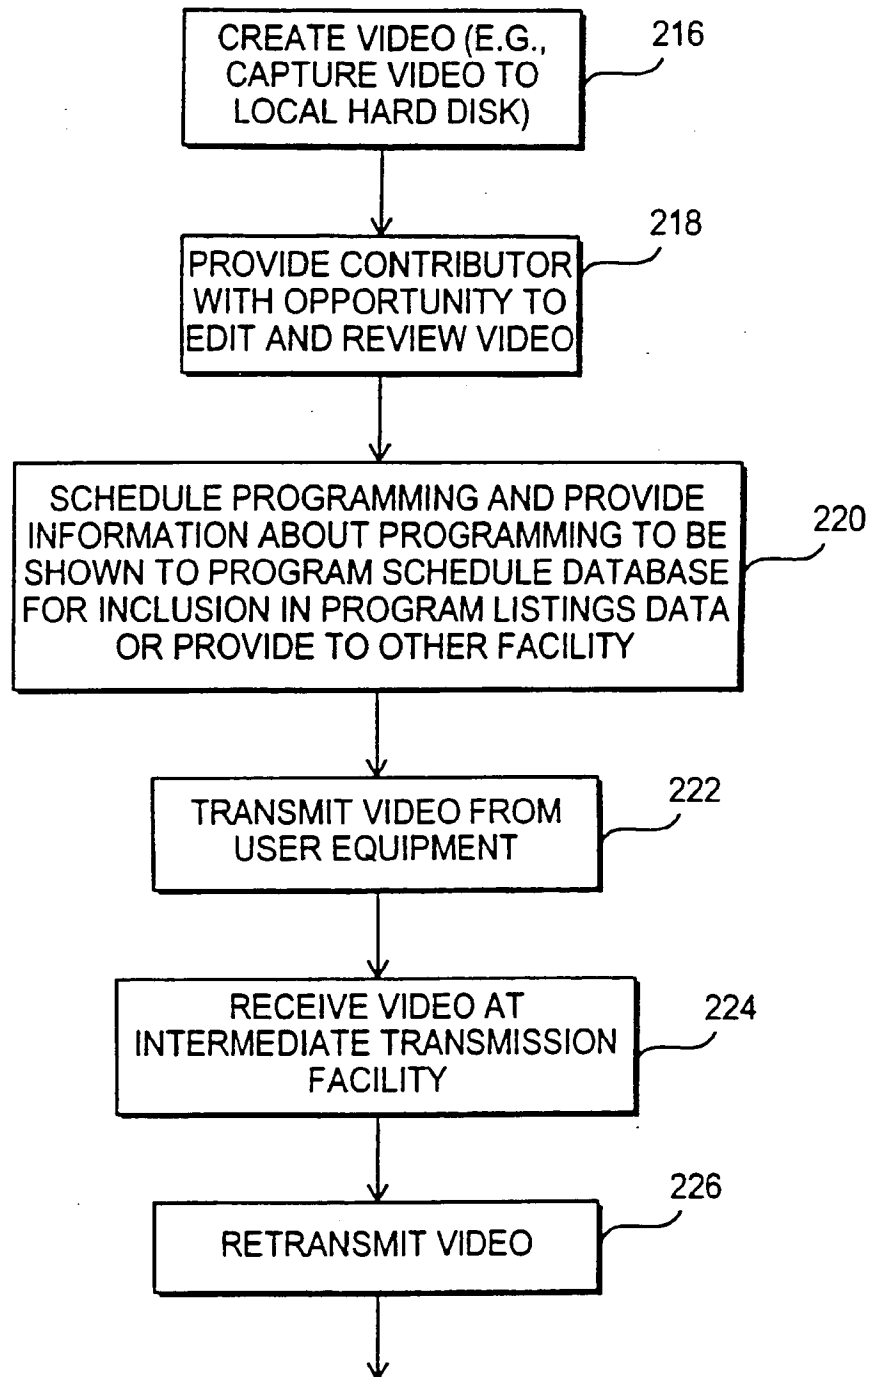 CREATE VIDEO (E.G.,
CAPTURE VIDEO TO
LOCAL HARD DISK)
216
PROVIDE CONTRIBUTOR
WITH OPPORTUNITY TO
EDIT AND REVIEW VIDEO
218
SCHEDULE PROGRAMMING AND PROVIDE
INFORMATION ABOUT PROGRAMMING TO BE
SHOWN TO PROGRAM SCHEDULE DATABASE
FOR INCLUSION IN PROGRAM LISTINGS DATA
OR PROVIDE TO OTHER FACILITY
220
TRANSMIT VIDEO FROM
USER EQUIPMENT
222
RECEIVE VIDEO AT
INTERMEDIATE TRANSMISSION
FACILITY
224
RETRANSMIT VIDEO
226